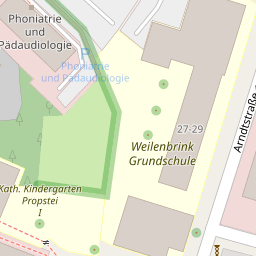 Phoniatrie
und
Pädaudiologie
Phoniatrie
und Pädaudiologie
27-29
Weilenbrink
Grundschule
Arndtstraße
Kath. Kindergarten
Propstei
I